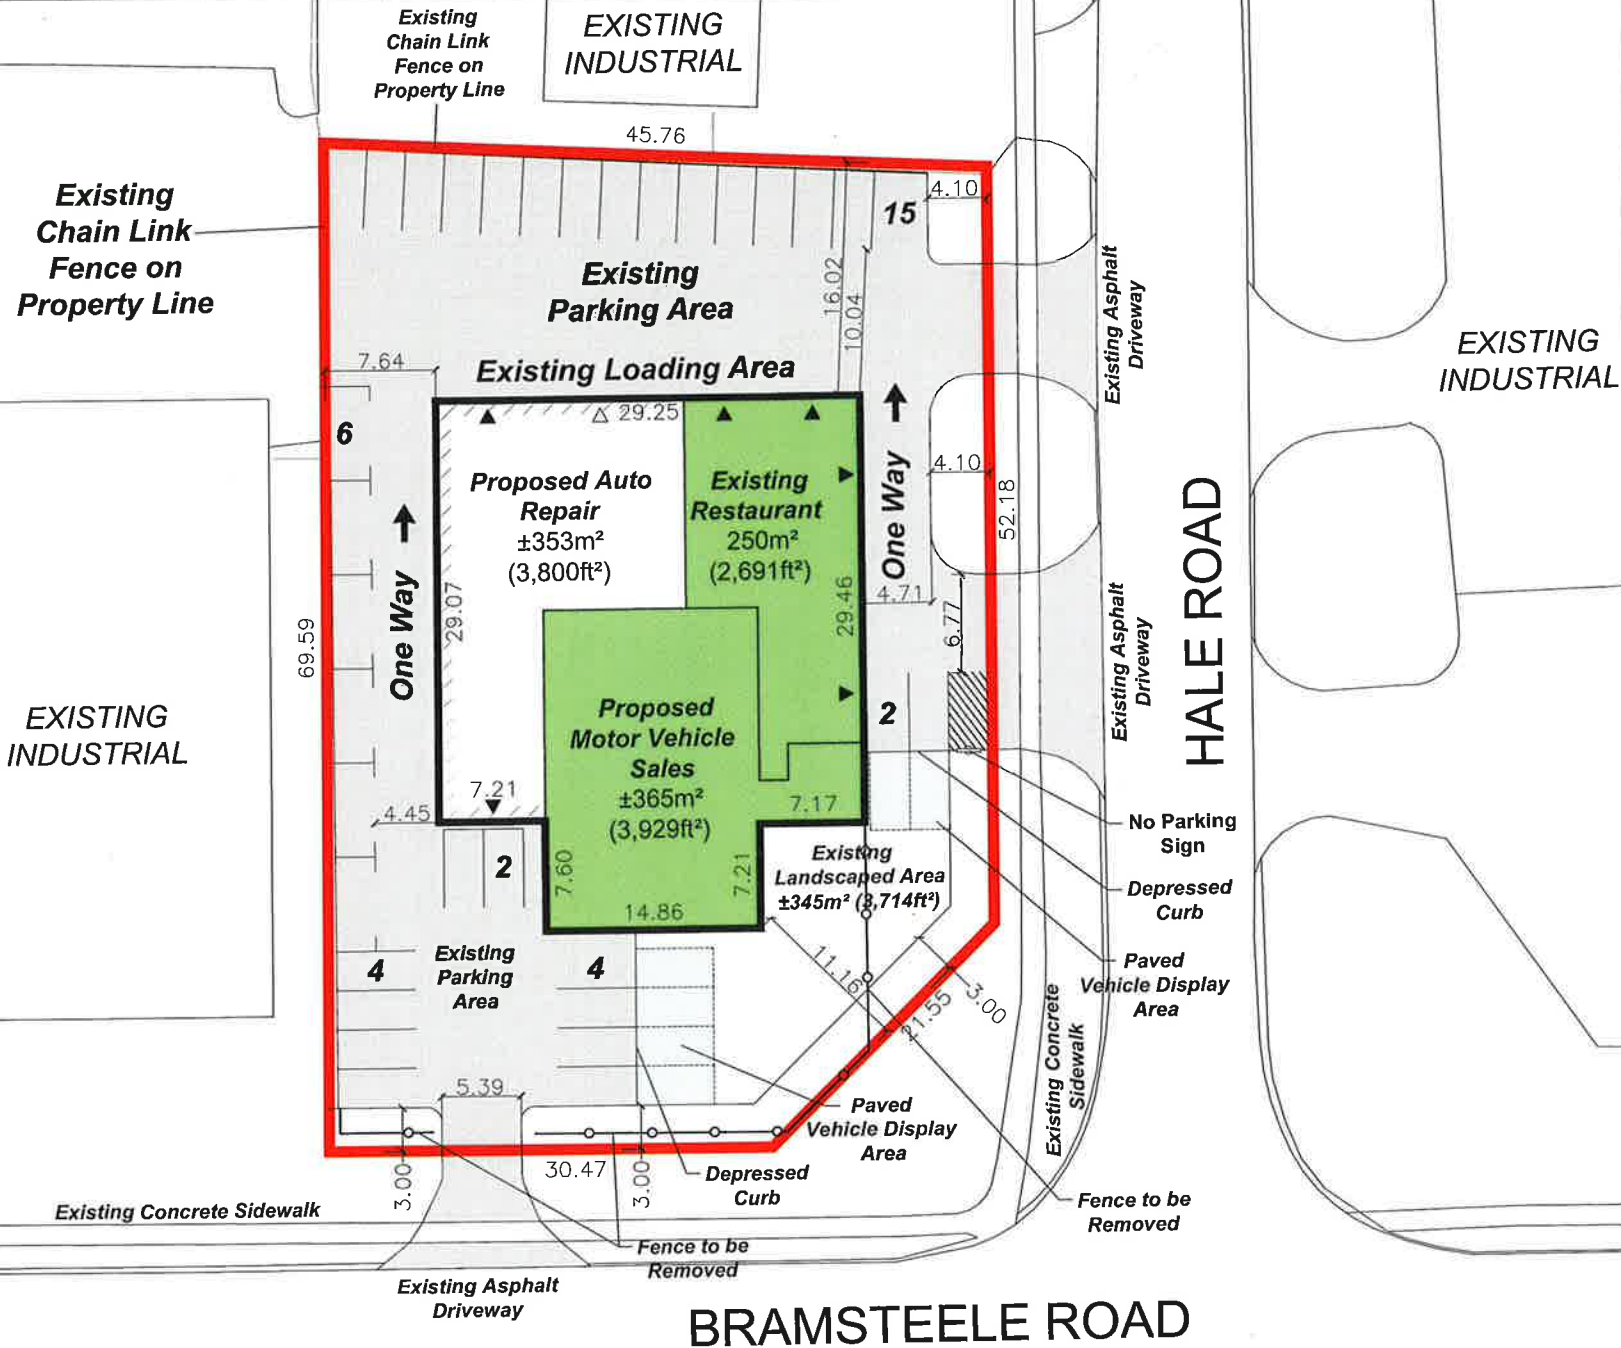 Existing
Chain Link
Fence on
Property Line
EXISTING
INDUSTRIAL
45.76
Existing
Chain Link
Fence on
Property Line
4.10
15
Existing
Parking Area
16.02
10.04
Existing Asphalt
Driveway
EXISTING
INDUSTRIAL
7.64
Existing Loading Area
6
29.25
One Way
4.10
52.18
Proposed Auto
Repair
±353m²
(3,800ft²)
Existing
Restaurant
250m²
(2,691ft²)
HALE ROAD
One Way
29.07
29.46
4.71
6.77
Existing Asphalt
Driveway
69.59
EXISTING
INDUSTRIAL
Proposed
Motor Vehicle
Sales
±365m²
(3,929ft²)
2
7.21
7.17
4.45
No Parking
Sign
2
7.60
7.21
Existing
Landscaped Area
±345m² (3,714ft²)
Depressed
Curb
14.86
4
Existing
Parking
Area
4
11.16
21.55
3.00
Paved
Vehicle Display
Area
Existing Concrete
Sidewalk
5.39
Paved
Vehicle Display
Area
3.00
30.47
3.00
Depressed
Curb
Fence to be
Removed
Existing Concrete Sidewalk
Fence to be
Removed
Existing Asphalt
Driveway
BRAMSTEELE ROAD